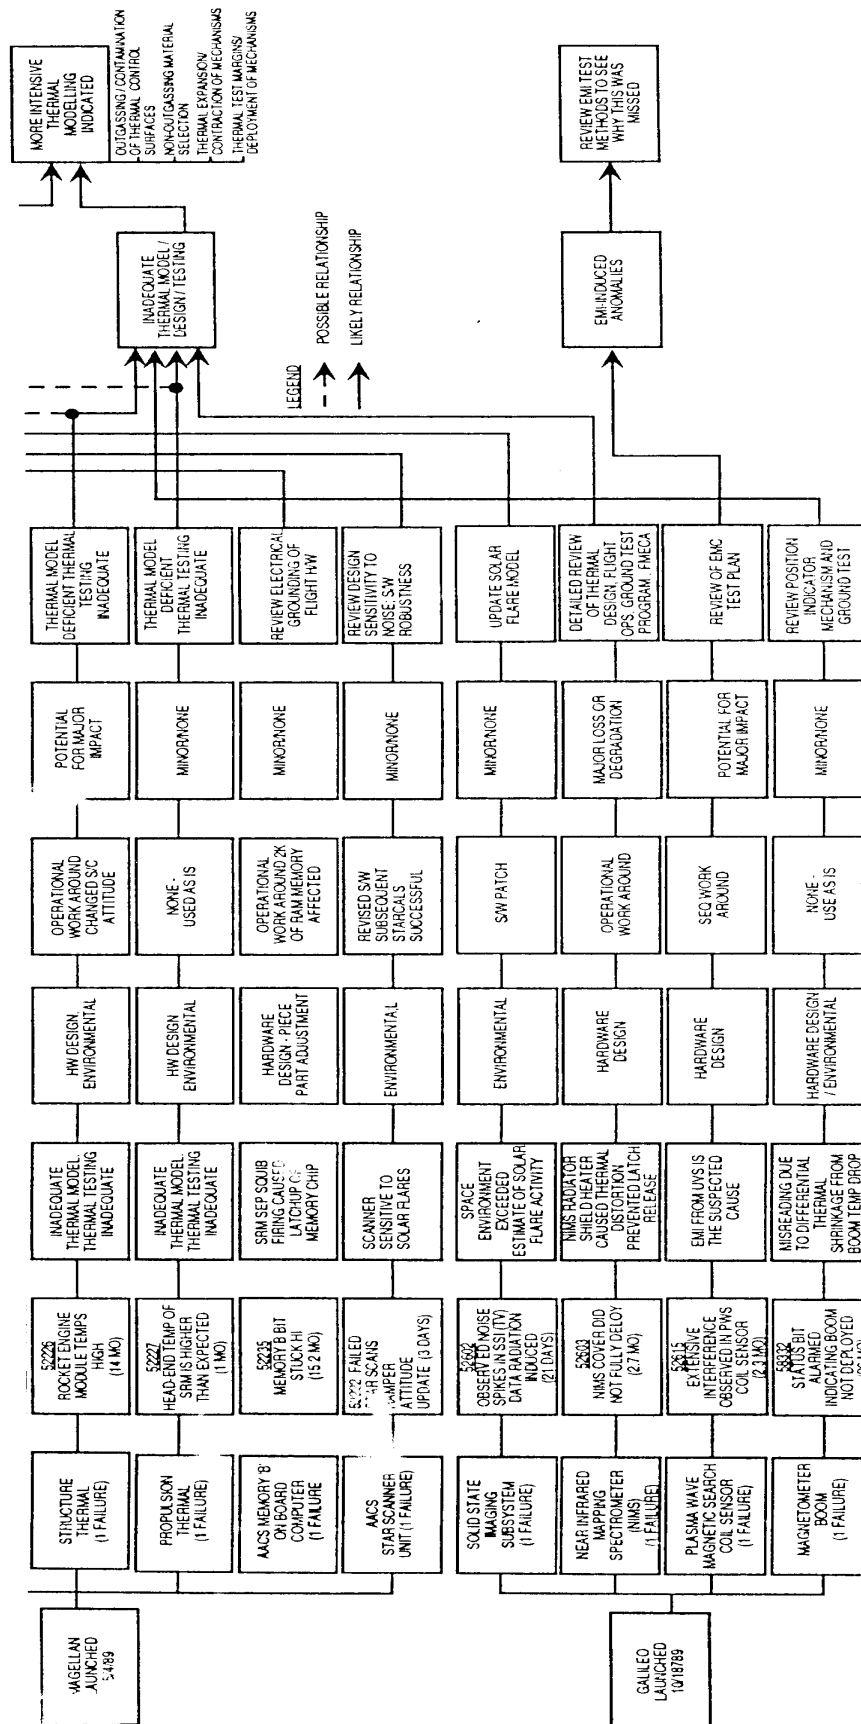 MORE INTENSIVE
THERMAL
MODELLING
INDICATED
OUTGASSING / CONTAMINATION
OF THERMAL CONTROL
SURFACES
NON-OUTGASSING MATERIAL
SELECTION
THERMAL EXPANSION/
CONTRACTION OF MECHANISMS
THERMAL TEST MARGINS/
DEPLOYMENT OF MECHANISMS
REVIEW EMI TEST
METHODS TO SEE
WHY THIS WAS
MISSED
INADEQUATE
THERMAL MODEL /
DESIGN / TESTING
LEGEND
POSSIBLE RELATIONSHIP
LIKELY RELATIONSHIP
EMI-INDUCED
ANOMALIES
THERMAL MODEL
DEFICIENT THERMAL
TESTING
INADEQUATE
THERMAL MODEL
DEFICIENT
THERMAL TESTING
INADEQUATE
REVIEW ELECTRICAL
GROUNDING OF
FLIGHT H/W
REVIEW DESIGN
SENSITIVITY TO
NOISE: S/W
ROBUSTNESS
UPDATE SOLAR
FLARE MODEL
DETAILED REVIEW
OF THERMAL
DESIGN, FLIGHT
OPS, GROUND TEST
PROGRAM, FMECA
REVIEW OF EMC
TEST PLAN
REVIEW POSITION
INDICATOR
MECHANISM AND
GROUND TEST
POTENTIAL
FOR MAJOR
IMPACT
MINOR/NONE
MINOR/NONE
MINOR/NONE
MINOR/NONE
MAJOR LOSS OR
DEGRADATION
POTENTIAL FOR
MAJOR IMPACT
MINOR/NONE
OPERATIONAL
WORK AROUND
CHANGED S/C
ATTITUDE
NONE -
USED AS IS
OPERATIONAL
WORK AROUND 2K
OF RAM MEMORY
AFFECTED
REVISED S/W
SUBSEQUENT
STARCALS
SUCCESSFUL
S/W PATCH
OPERATIONAL
WORK AROUND
SEQ WORK
AROUND
NONE -
USE AS IS
HW DESIGN,
ENVIRONMENTAL
HW DESIGN
ENVIRONMENTAL
HARDWARE
DESIGN - PIECE
PART ADJUSTMENT
ENVIRONMENTAL
ENVIRONMENTAL
HARDWARE
DESIGN
HARDWARE
DESIGN
HARDWARE DESIGN
/ ENVIRONMENTAL
INADEQUATE
THERMAL MODEL.
THERMAL TESTING
INADEQUATE
INADEQUATE
THERMAL MODEL.
THERMAL TESTING
INADEQUATE
SRM SEP SQUIB
FIRING CAUSED
LATCHUP OF
MEMORY CHIP
SCANNER
SENSITIVE TO
SOLAR FLARES
SPACE
ENVIRONMENT
EXCEEDED
ESTIMATE OF SOLAR
FLARE ACTIVITY
NIMS RADIATOR
SHIELD HEATER
CAUSED THERMAL
DISTORTION
PREVENTED LATCH
RELEASE
EMI FROM UVS IS
THE SUSPECTED
CAUSE
MISREADING DUE
TO DIFFERENTIAL
THERMAL
SHRINKAGE FROM
BOOM TEMP DROP
52226
ROCKET ENGINE
MODULE TEMPS
HIGH
(14 MO)
52227
HEAD END TEMP OF
SRM IS HIGHER
THAN EXPECTED
(1 MO)
52235
MEMORY B BIT
STUCK HI
(15.2 MO)
FAILED
SCANS
ATTITUDE
UPDATE (3 DAYS)
52602
OBSERVED NOISE
SPIKES IN SSI (TV)
DATA RADIATION
INDUCED
(21 DAYS)
52603
NIMS COVER DID
NOT FULLY DELOY
(2.7 MO)
52615
EXTENSIVE
INTERFERENCE
OBSERVED IN PWS
COIL SENSOR
(2.3 MO)
58932
STATUS BIT
ALARMED
INDICATING BOOM
NOT DEPLOYED
STRUCTURE
THERMAL
(1 FAILURE)
PROPULSION
THERMAL
(1 FAILURE)
AACS MEMORY 'B'
ON BOARD
COMPUTER
(1 FAILURE
AACS
STAR SCANNER
UNIT (1 FAILURE)
SOLID STATE
IMAGING
SUBSYSTEM
(1 FAILURE)
NEAR INFRARED
MAPPING
SPECTROMETER
(NIMS)
(1 FAILURE)
PLASMA WAVE
MAGNETIC SEARCH
COIL SENSOR
(1 FAILURE)
MAGNETOMETER
BOOM
(1 FAILURE)
MAGELLAN
LAUNCHED
5/4/89
GALILEO
LAUNCHED
10/18789